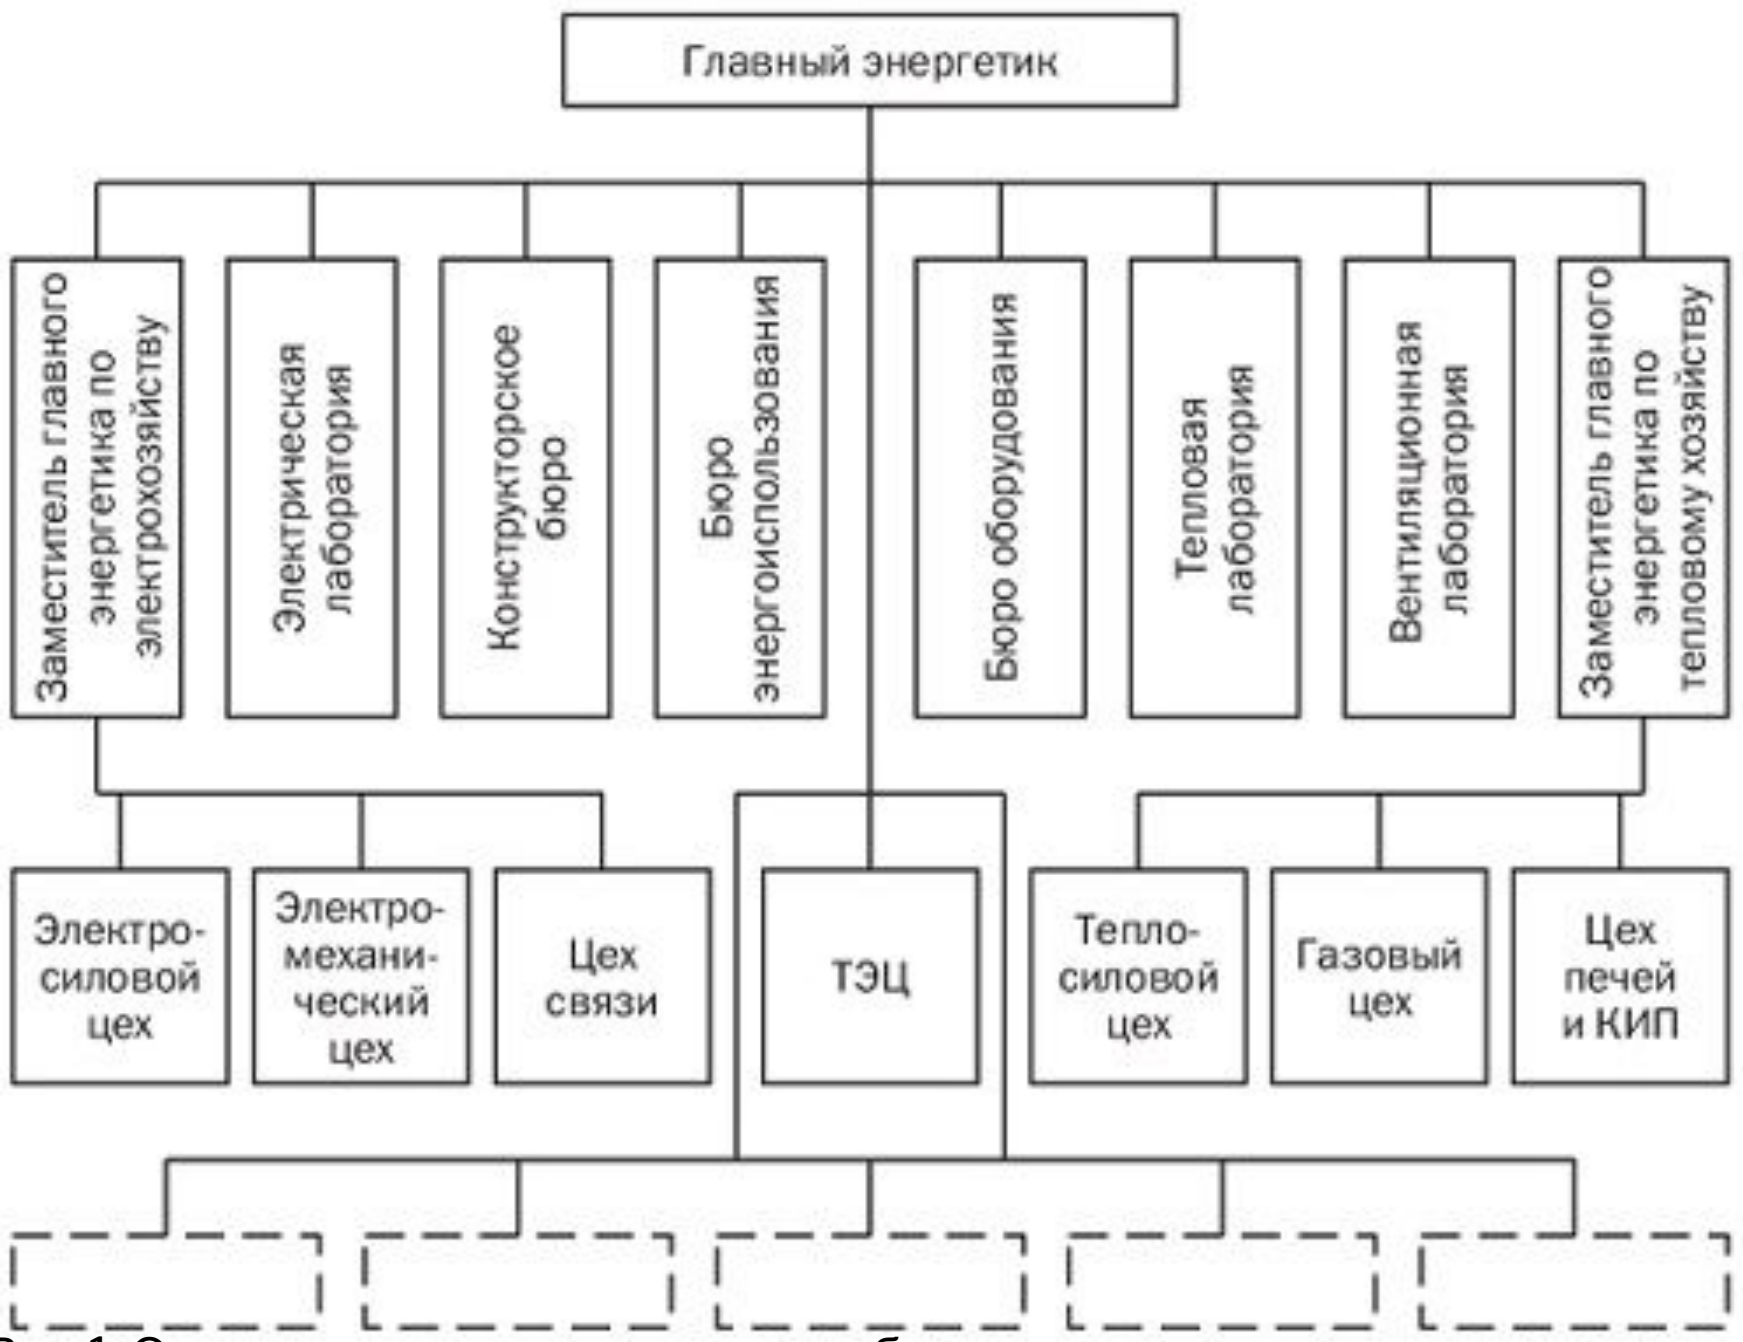 Главный энергетик
Заместитель главного
энергетика по
электрохозяйству
Электрическая
лаборатория
Конструкторское
бюро
Бюро
энергоиспользования
Бюро оборудования
Тепловая
лаборатория
Вентиляционная
лаборатория
Заместитель главного
энергетика по
тепловому хозяйству
Электро-
силовой
цех
Электро-
механи-
ческий
цех
Цех
связи
ТЭЦ
Тепло-
силовой
цех
Газовый
цех
Цех
печей
и КИП